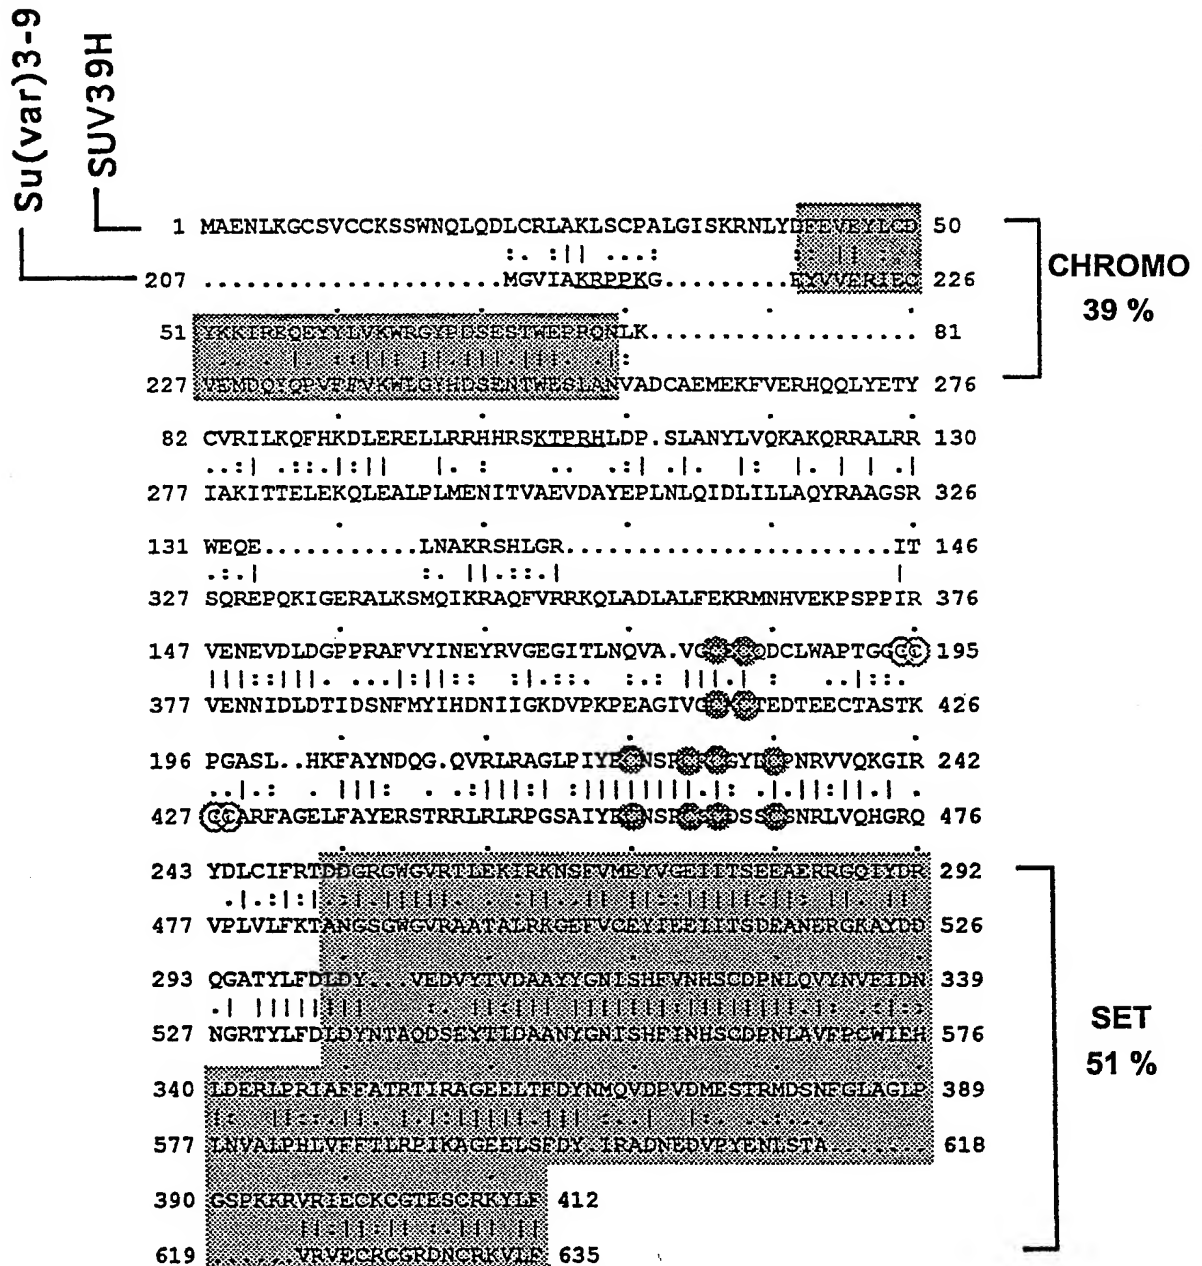 Su(var)3-9
SUV39H
1 MAENLKGCSVCCKSSWNQLQDLCRLAKLSCPALGISKRNLYDFEVEYLCD 50
207 .....................MGVIAKRPPKG.........EYVVERIEC 226
CHROMO
39 %
51 YKKIREQEYYLVKWRGYPDSESTWEPRQNLK................... 81
227 VEMDQYQPVFFVKWLGYHDSENTWESLANVADCAEMEKFVERHQQLYETY 276
82 CVRILKQFHKDLERELLRRHHRSKTPRHLDP.SLANYLVQKAKQRRALRR 130
277 IAKITTELEKQLEALPLMENITVAEVDAYEPLNLQIDLILLAQYRAAGSR 326
131 WEQE...........LNAKRSHLGR.......................IT 146
327 SQREPQKIGERALKSMQIKRAQFVRRKQLADLALFEKRMNHVEKPSPPIR 376
147 VENEVDLDGPPRAFVYINEYRVGEGITLNQVA.VGCECQDCLWAPTGGCC 195
377 VENNIDLDTIDSNFMYIHDNIIGKDVPKPEAGIVGCKCTEDTEECTASTK 426
196 PGASL..HKFAYNDQG.QVRLRAGLPIYECNSRCRCGYDCPNRVVQKGIR 242
427 CCARFAGELFAYERSTRRLRLRPGSAIYECNSRCSCDSSCSNRLVQHGRQ 476
243 YDLCIFRTDDGRGWGVRTLEKIRKNSFVMEYVGEIITSEEAERRGQIYDR 292
477 VPLVLFKTANGSGWGVRAATALRKGEFVCEYIGEIITSDEANERGKAYDD 526
293 QGATYLFDLDY...VEDVYTVDAAYYGNISHFVNHSCDPNLQVYNVFIDN 339
527 NGRTYLFDLDYNTAQDSEYTIDAANYGNISHFINHSCDPNLAVFPCWIEH 576
SET
51 %
340 LDERLPRIAFFATRTIRAGEELTFDYNMQVDPVDMESTRMDSNFGLAGLP 389
577 LNVALPHLVFFTLRPIKAGEELSFDY.IRADNEDVPYENLSTA....... 618
390 GSPKKRVRIECKCGTESCRKYLF 412
619 ......VRVECRCGRDNCRKVLF 635